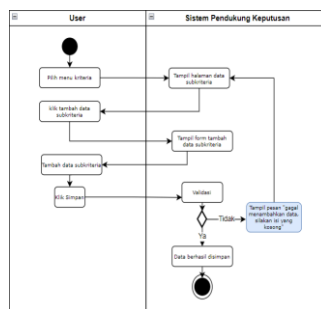 User
Sistem Pendukung Keputusan
Pilih menu kriteria
Tampil halaman data
subkriteria
klik tambah data
subkriteria
Tampil form tambah
data subkriteria
Tambah data subkriteria
Klik Simpan
Validasi
Tidak
Tampil pesan "gagal
menambahkan data,
silakan isi yang
kosong"
Ya
Data berhasil disimpan